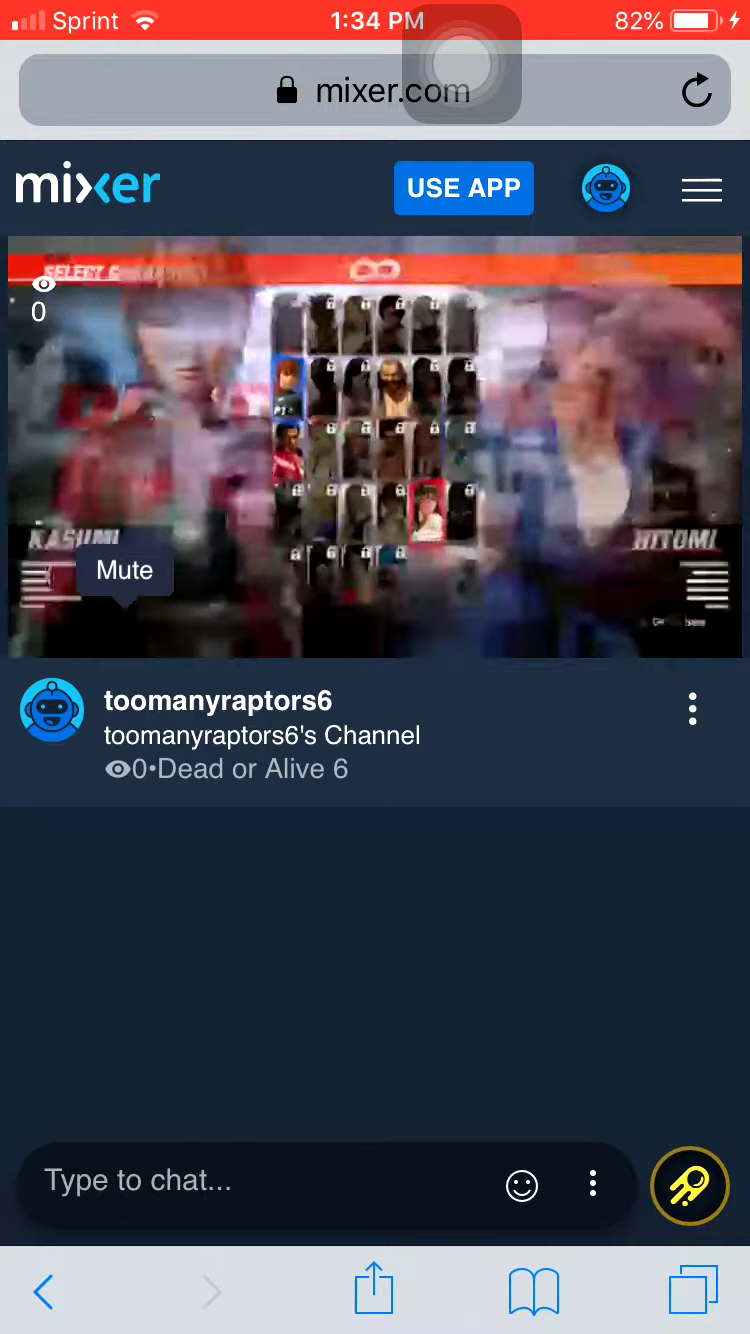 Sprint 1:34 PM 82%
mixer.com
mixer USE APP
SELECT
0
KASUMI HITOMI
Mute
toomanyraptors6
toomanyraptors6's Channel
0•Dead or Alive 6
Type to chat...